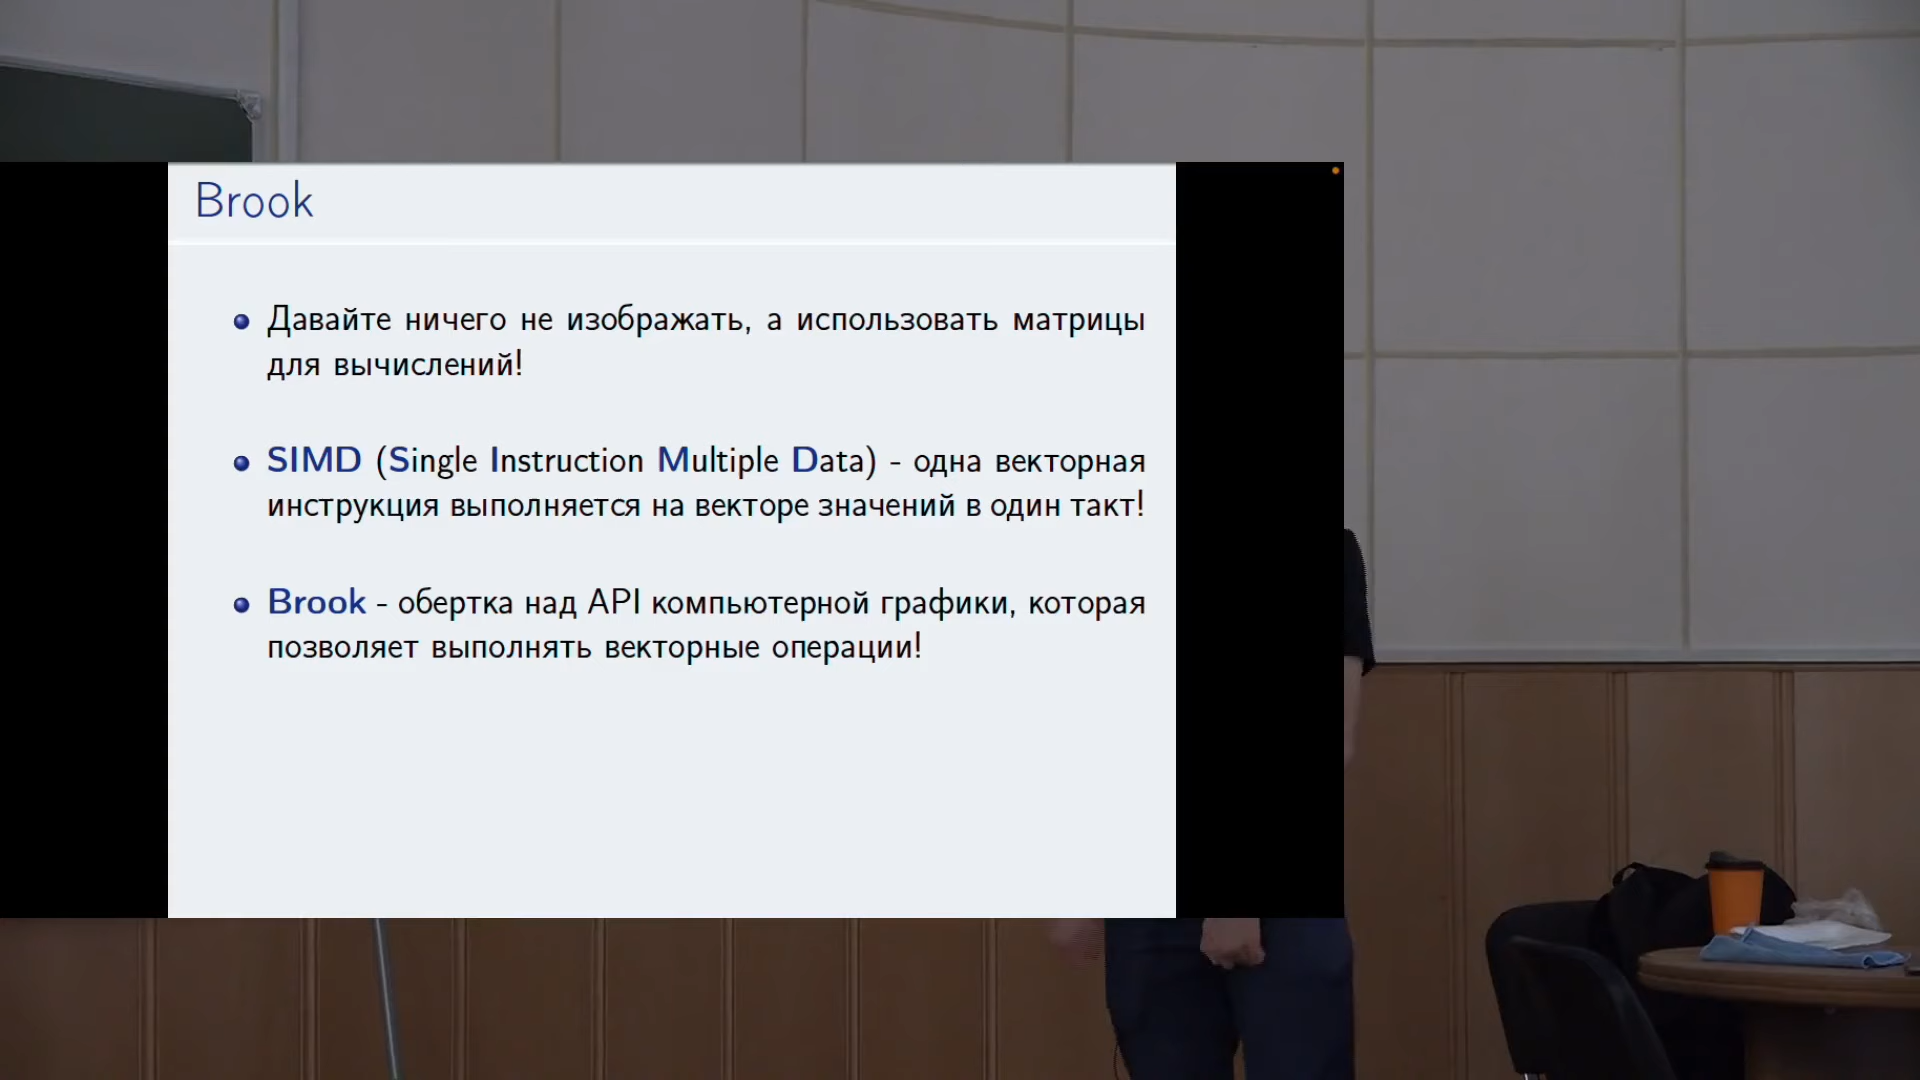 Brook
Давайте ничего не изображать, а использовать матрицы
для вычислений!
SIMD (Single Instruction Multiple Data) - одна векторная
инструкция выполняется на векторе значений в один такт!
Brook - обертка над API компьютерной графики, которая
позволяет выполнять векторные операции!